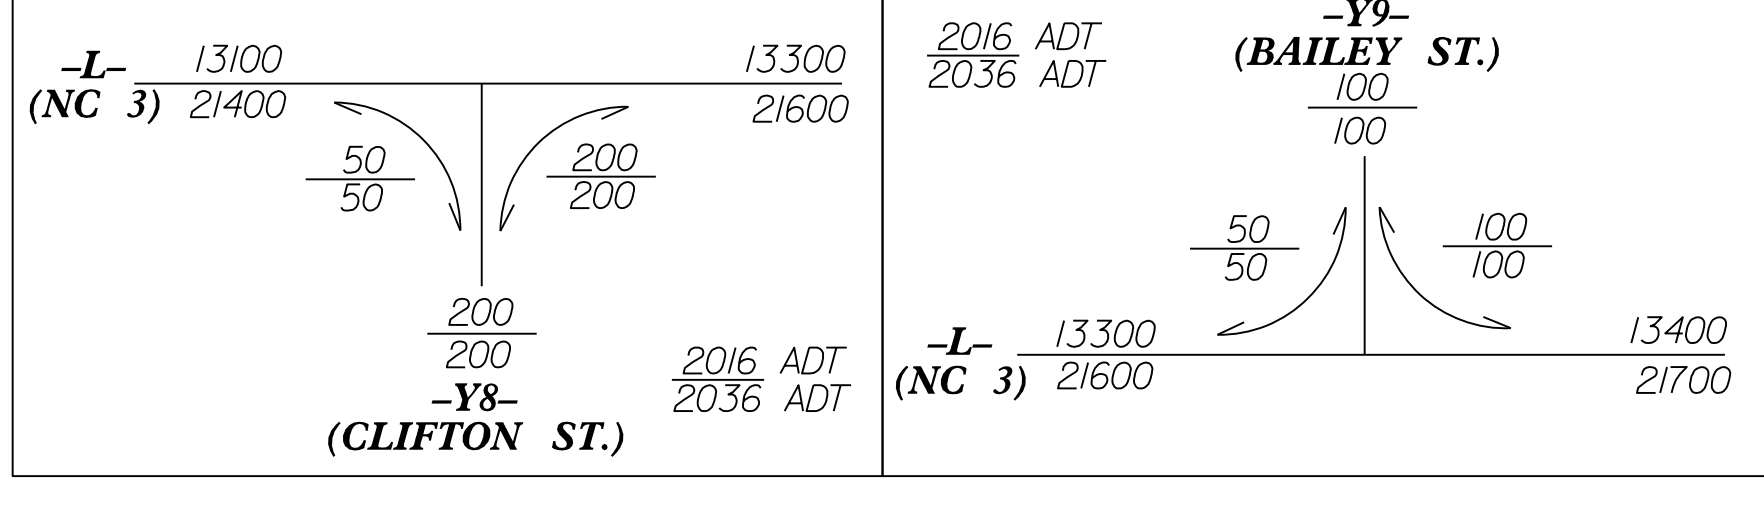 –L–
(NC 3)
13100
21400
13300
21600
50
50
200
200
200
200
–Y8–
(CLIFTON ST.)
2016 ADT
2036 ADT
2016 ADT
2036 ADT
–Y9–
(BAILEY ST.)
100
100
50
50
100
100
–L–
(NC 3)
13300
21600
13400
21700